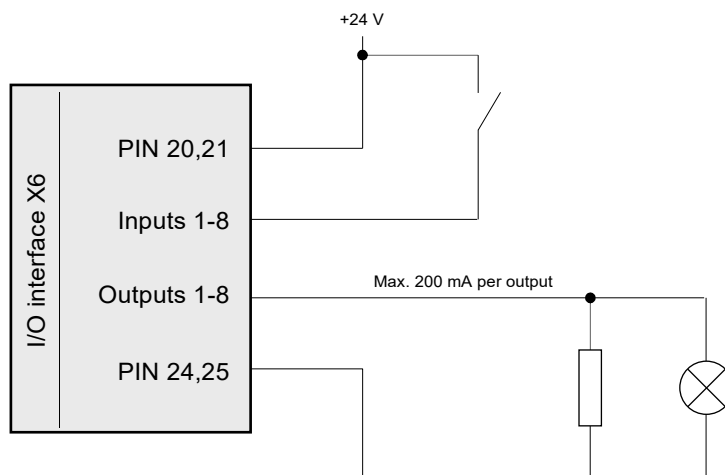 +24 V
I/O interface X6
PIN 20,21
Inputs 1-8
Outputs 1-8
Max. 200 mA per output
PIN 24,25